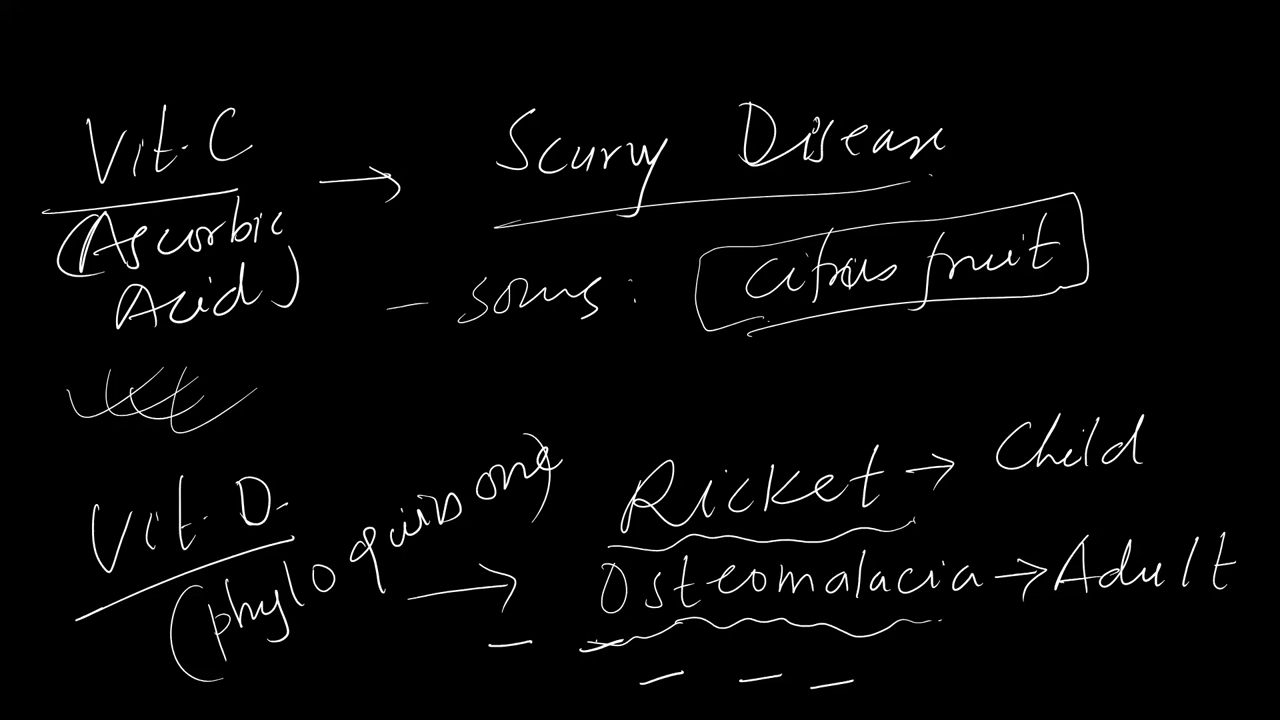 Vit. C → Scurvy Disease
(Ascorbic
Acid)
- Sours: Citrus fruit
Vit. D. → Ricket → Child
(phyloquinone)
Osteomalacia → Adult